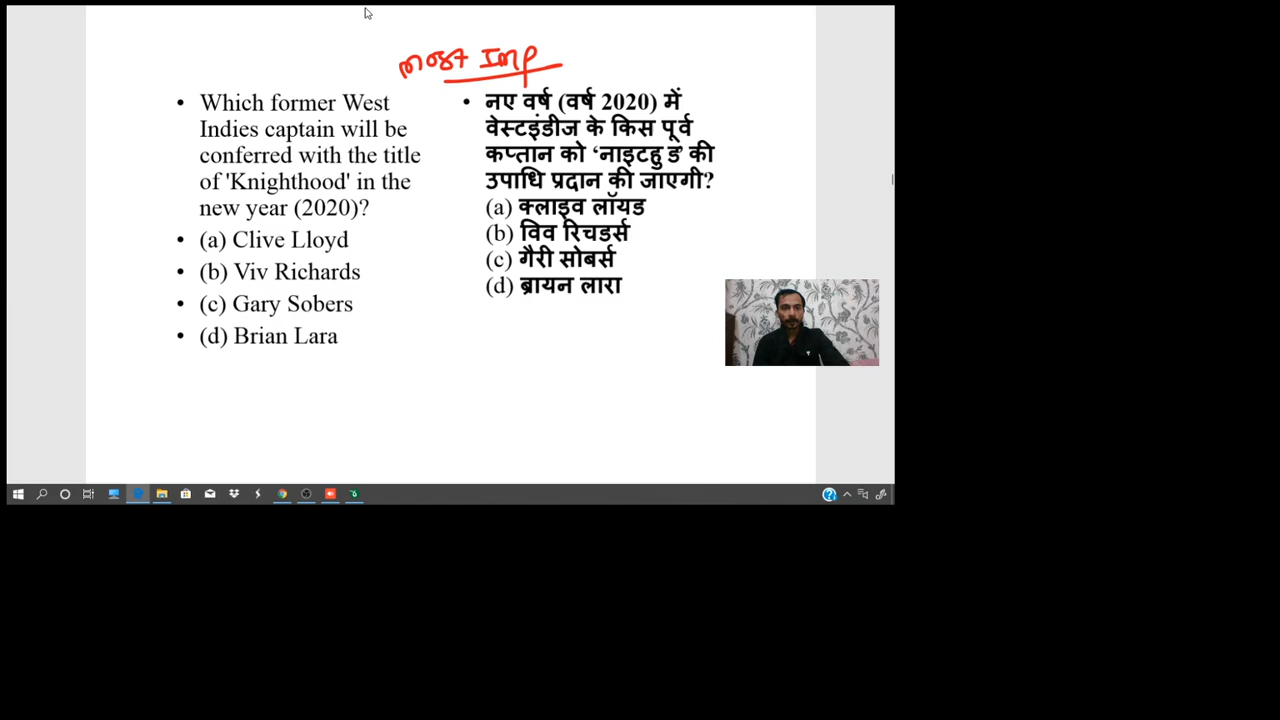 most Imp
• Which former West
Indies captain will be
conferred with the title
of 'Knighthood' in the
new year (2020)?
• (a) Clive Lloyd
• (b) Viv Richards
• (c) Gary Sobers
• (d) Brian Lara
• नए वर्ष (वर्ष 2020) में
वेस्टइंडीज के किस पूर्व
कप्तान को ‘नाइटहु ड’ की
उपाधि प्रदान की जाएगी?
(a) क्लाइव लॉयड
(b) विव रिचडर्स
(c) गैरी सोबर्स
(d) ब्रायन लारा